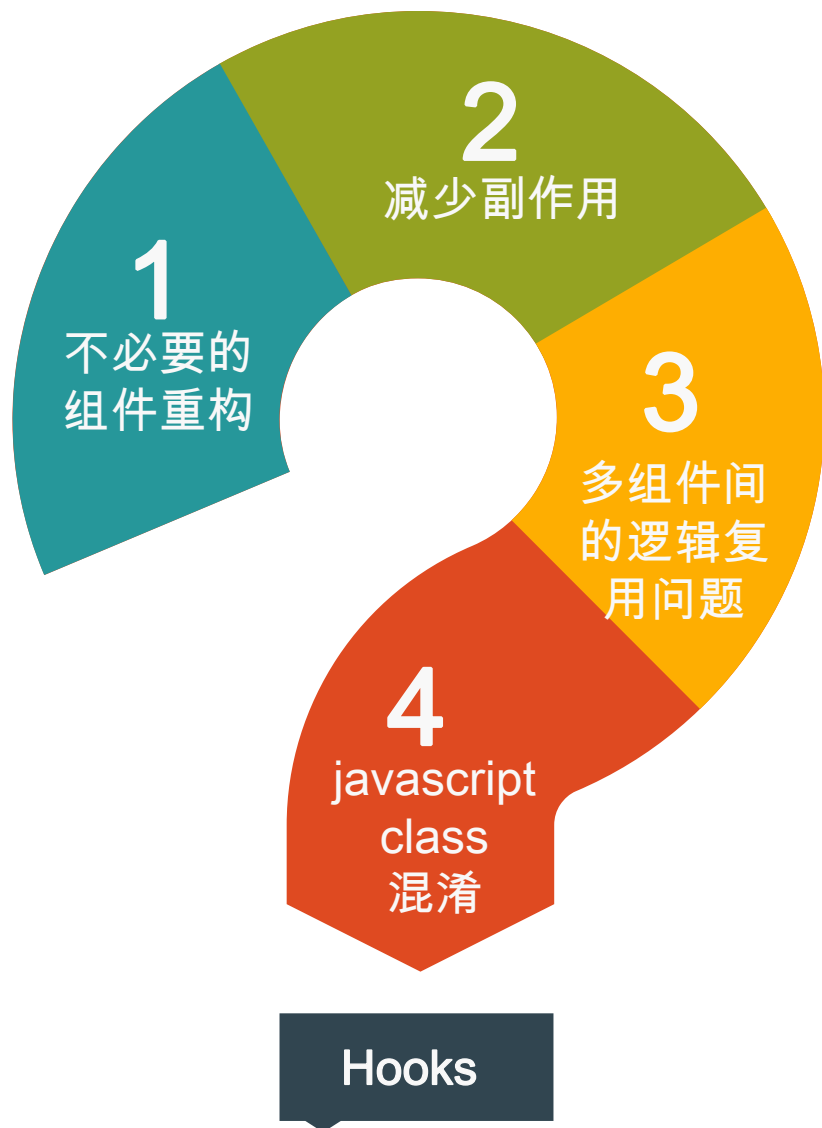 1
不必要的
组件重构
2
减少副作用
3
多组件间
的逻辑复
用问题
4
javascript
class
混淆
Hooks